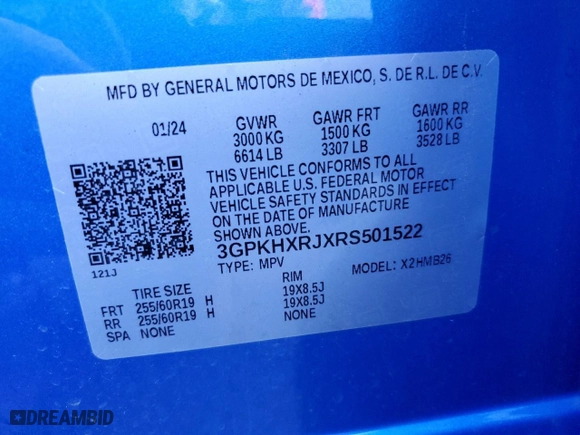 MFD BY GENERAL MOTORS DE MEXICO, S. DE R.L. DE C.V.
01/24 GVWR GAWR FRT GAWR RR
3000 KG 1500 KG 1600 KG
6614 LB 3307 LB 3528 LB
THIS VEHICLE CONFORMS TO ALL
APPLICABLE U.S. FEDERAL MOTOR
VEHICLE SAFETY STANDARDS IN EFFECT
ON THE DATE OF MANUFACTURE
SHOWN ABOVE.
3GPKHXRJXRS501522
TYPE: MPV MODEL: X2HMB26
121J
TIRE SIZE RIM
FRT 255/60R19 H 19X8.5J
RR 255/60R19 H 19X8.5J
SPA NONE NONE
DREAMBID